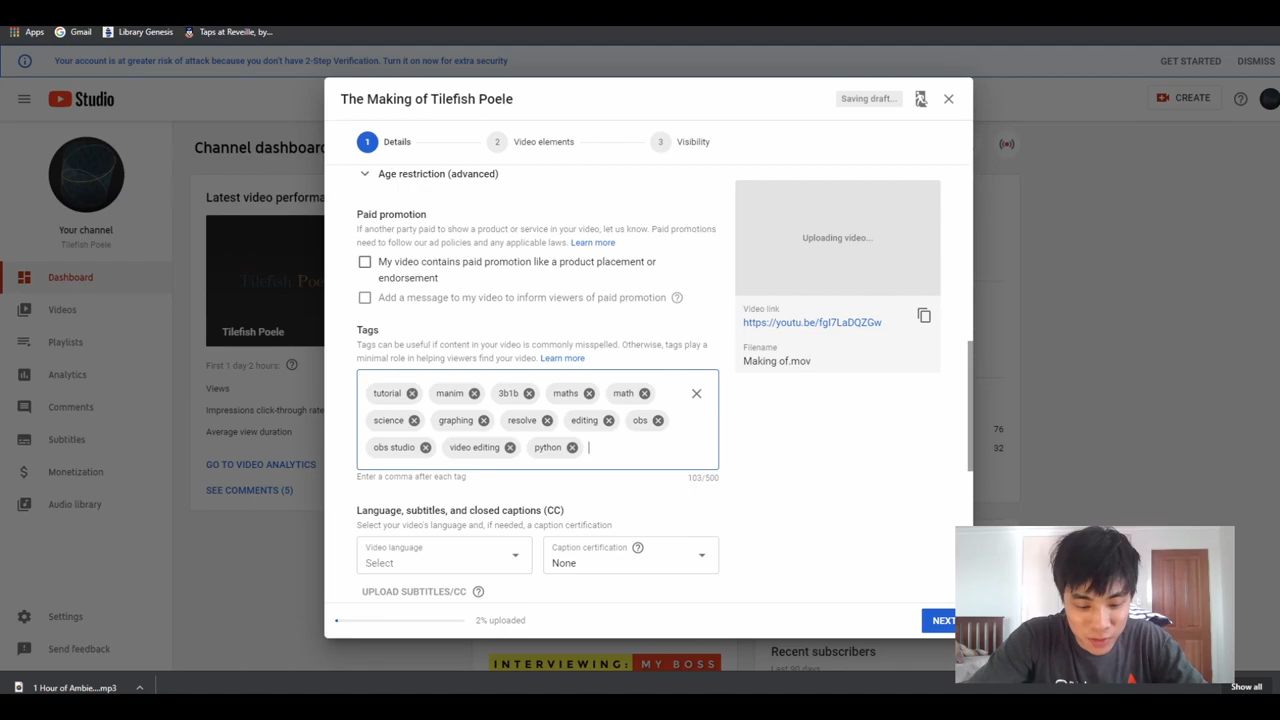 Apps Gmail Library Genesis Taps at Reveille, by...
Your account is at greater risk of attack because you don't have 2-Step Verification. Turn it on now for extra security GET STARTED DISMISS
Studio CREATE
The Making of Tilefish Poele Saving draft...
1 Details 2 Video elements 3 Visibility
Channel dashboard
Age restriction (advanced)
Latest video performa
Paid promotion
If another party paid to show a product or service in your video, let us know. Paid promotions
need to follow our ad policies and any applicable laws. Learn more
My video contains paid promotion like a product placement or
endorsement
Add a message to my video to inform viewers of paid promotion
Uploading video...
Your channel
Tilefish Poele
Dashboard
Videos
Playlists
Analytics
Comments
Subtitles
Monetization
Audio library
Settings
Send feedback
Tilefish Poe
Tilefish Poele
First 1 day 2 hours:
Views
Impressions click-through rate
Average view duration
76
32
GO TO VIDEO ANALYTICS
SEE COMMENTS (5)
Video link
https://youtu.be/fgI7LaDQZGw
Filename
Making of.mov
Tags
Tags can be useful if content in your video is commonly misspelled. Otherwise, tags play a
minimal role in helping viewers find your video. Learn more
tutorial manim 3b1b maths math
science graphing resolve editing obs
obs studio video editing python
Enter a comma after each tag 103/500
Language, subtitles, and closed captions (CC)
Select your video's language and, if needed, a caption certification
Video language
Select
Caption certification
None
UPLOAD SUBTITLES/CC
2% uploaded
NEXT
INTERVIEWING: MY BOSS
Recent subscribers
Last 90 days
1 Hour of Ambie....mp3
Show all